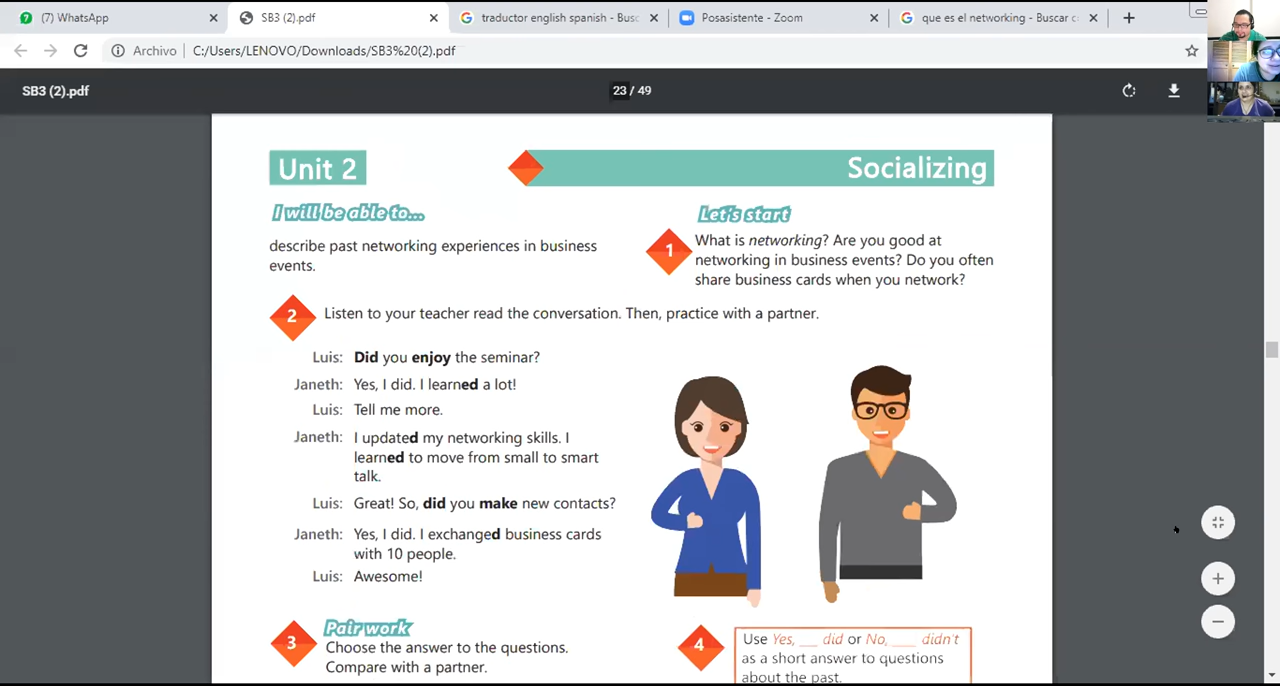 (7) WhatsApp
SB3 (2).pdf
traductor english spanish - Busc
Posasistente - Zoom
que es el networking - Buscar c
Archivo
C:/Users/LENOVO/Downloads/SB3%20(2).pdf
SB3 (2).pdf
23 / 49
Unit 2
Socializing
I will be able to...
describe past networking experiences in business
events.
Let's start
1
What is networking? Are you good at
networking in business events? Do you often
share business cards when you network?
2
Listen to your teacher read the conversation. Then, practice with a partner.
Luis: Did you enjoy the seminar?
Janeth: Yes, I did. I learned a lot!
Luis: Tell me more.
Janeth: I updated my networking skills. I
learned to move from small to smart
talk.
Luis: Great! So, did you make new contacts?
Janeth: Yes, I did. I exchanged business cards
with 10 people.
Luis: Awesome!
3
Pair work
Choose the answer to the questions.
Compare with a partner.
4
Use Yes, __ did or No, __ didn't
as a short answer to questions
about the past.